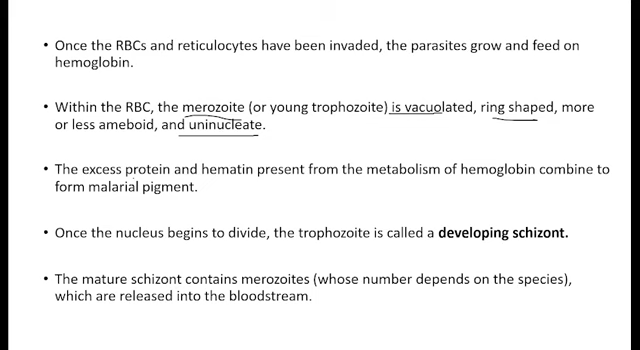 • Once the RBCs and reticulocytes have been invaded, the parasites grow and feed on
hemoglobin.
• Within the RBC, the merozoite (or young trophozoite) is vacuolated, ring shaped, more
or less ameboid, and uninucleate.
• The excess protein and hematin present from the metabolism of hemoglobin combine to
form malarial pigment.
• Once the nucleus begins to divide, the trophozoite is called a developing schizont.
• The mature schizont contains merozoites (whose number depends on the species),
which are released into the bloodstream.